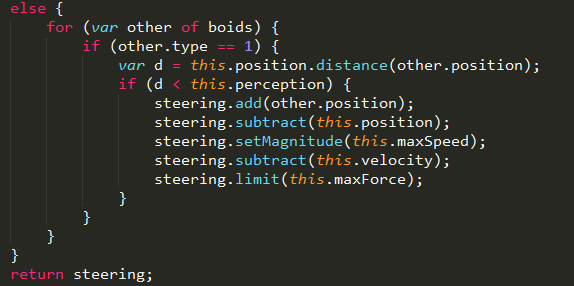 else {
    for (var other of boids) {
        if (other.type == 1) {
            var d = this.position.distance(other.position);
            if (d < this.perception) {
                steering.add(other.position);
                steering.subtract(this.position);
                steering.setMagnitude(this.maxSpeed);
                steering.subtract(this.velocity);
                steering.limit(this.maxForce);
            }
        }
    }
}
return steering;